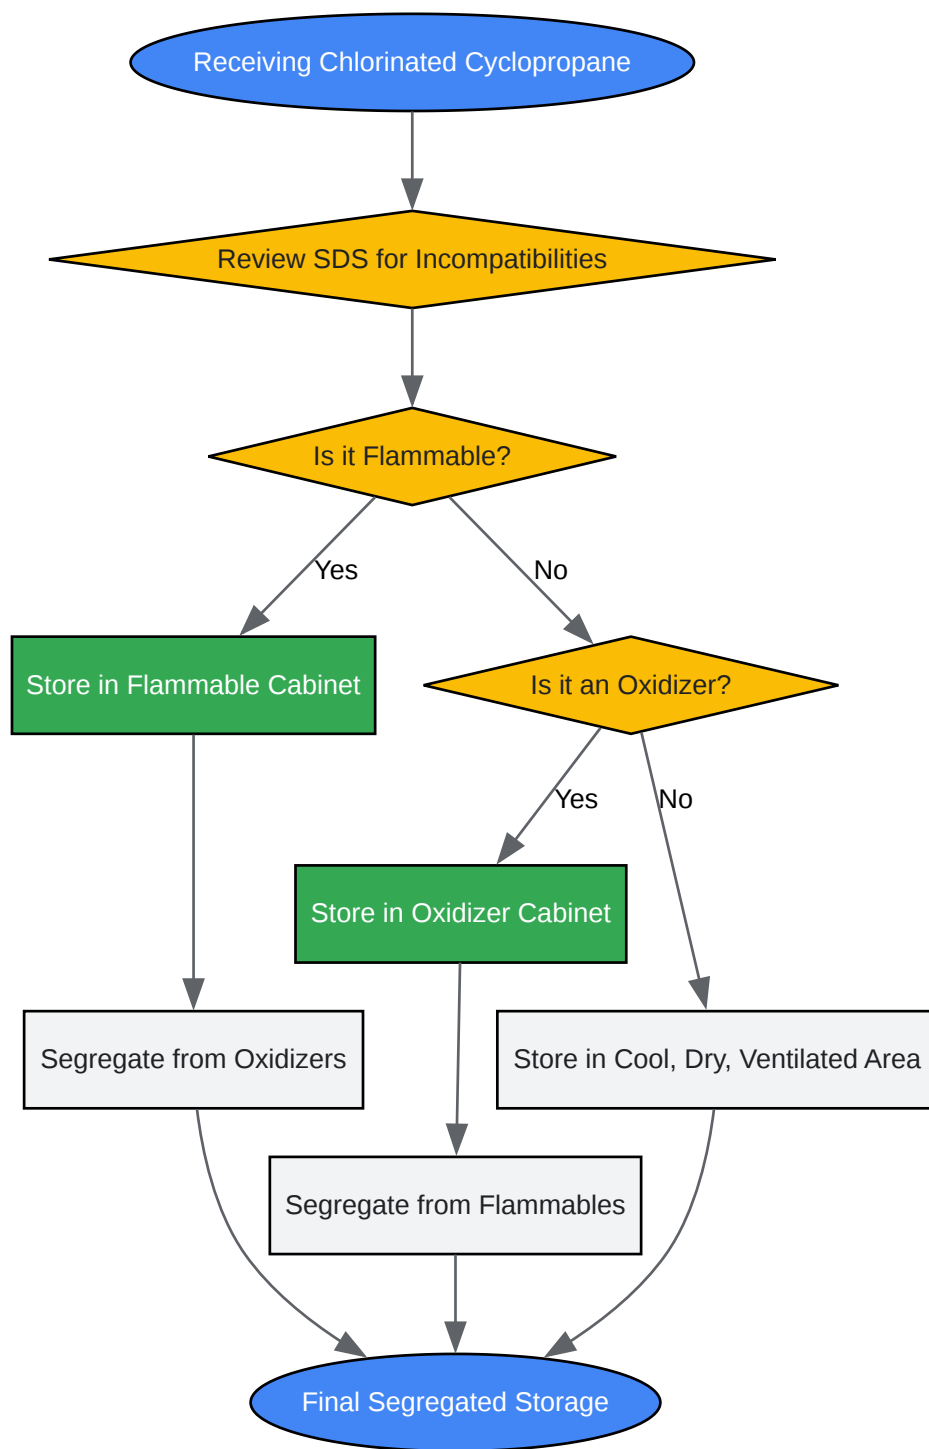 Receiving Chlorinated Cyclopropane
Review SDS for Incompatibilities
Is it Flammable?
Yes
No
Store in Flammable Cabinet
Is it an Oxidizer?
Yes
No
Store in Oxidizer Cabinet
Segregate from Oxidizers
Store in Cool, Dry, Ventilated Area
Segregate from Flammables
Final Segregated Storage